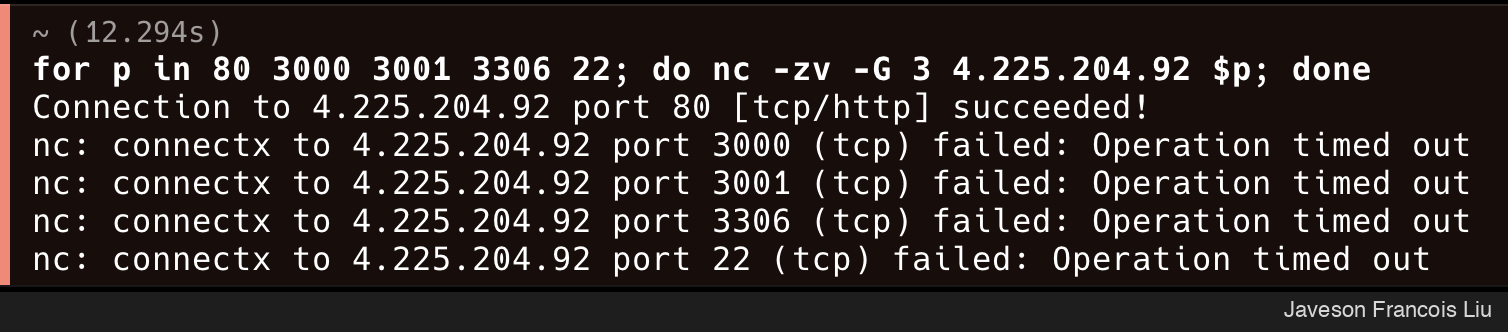 ~ (12.294s)
for p in 80 3000 3001 3306 22; do nc -zv -G 3 4.225.204.92 $p; done
Connection to 4.225.204.92 port 80 [tcp/http] succeeded!
nc: connectx to 4.225.204.92 port 3000 (tcp) failed: Operation timed out
nc: connectx to 4.225.204.92 port 3001 (tcp) failed: Operation timed out
nc: connectx to 4.225.204.92 port 3306 (tcp) failed: Operation timed out
nc: connectx to 4.225.204.92 port 22 (tcp) failed: Operation timed out
Javeson Francois Liu